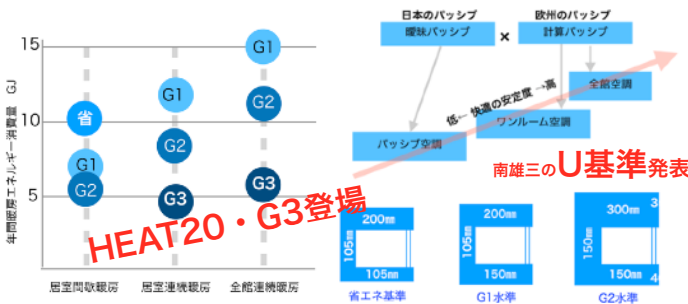 年間暖房エネルギー消費量 GJ
15
10
5
省
G1
G2
G1
G2
G3
G1
G2
G3
居室間歇暖房
居室連続暖房
全館連続暖房
HEAT20・G3登場
日本のパッシブ
欧州のパッシブ
曖昧パッシブ
×
計算パッシブ
全館空調
低← 快適の安定度 →高
ワンルーム空調
パッシブ空調
南雄三のU基準発表
200㎜
105㎜
105㎜
省エネ基準
200㎜
105㎜
150㎜
G1水準
300㎜
3
150㎜
150㎜
4
G2水準